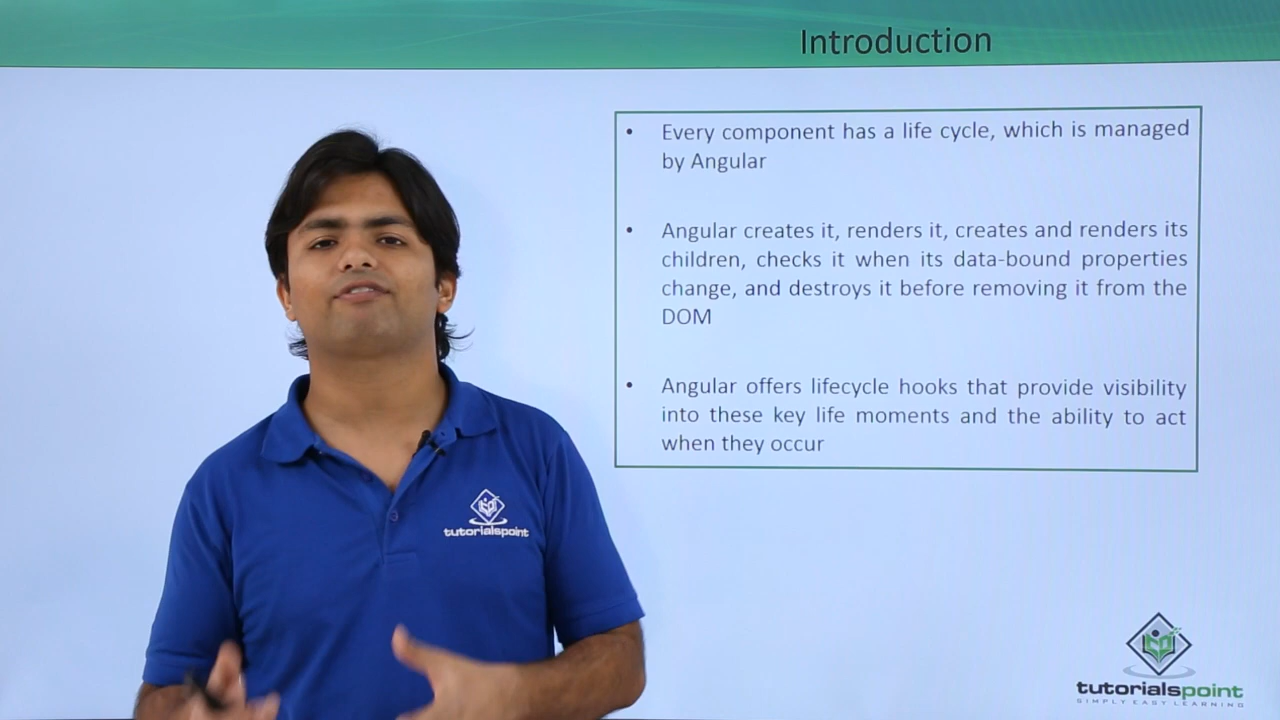 Introduction
• Every component has a life cycle, which is managed
by Angular
• Angular creates it, renders it, creates and renders its
children, checks it when its data-bound properties
change, and destroys it before removing it from the
DOM
• Angular offers lifecycle hooks that provide visibility
into these key life moments and the ability to act
when they occur
tutorialspoint
tutorialspoint
SIMPLY EASY LEARNING